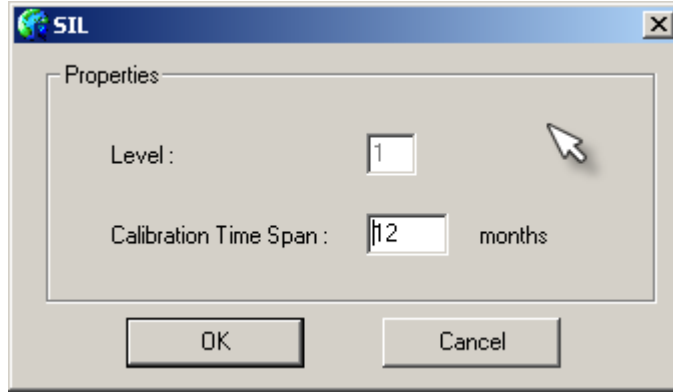 SIL
Properties
Level : 1
Calibration Time Span : 12 months
OK Cancel